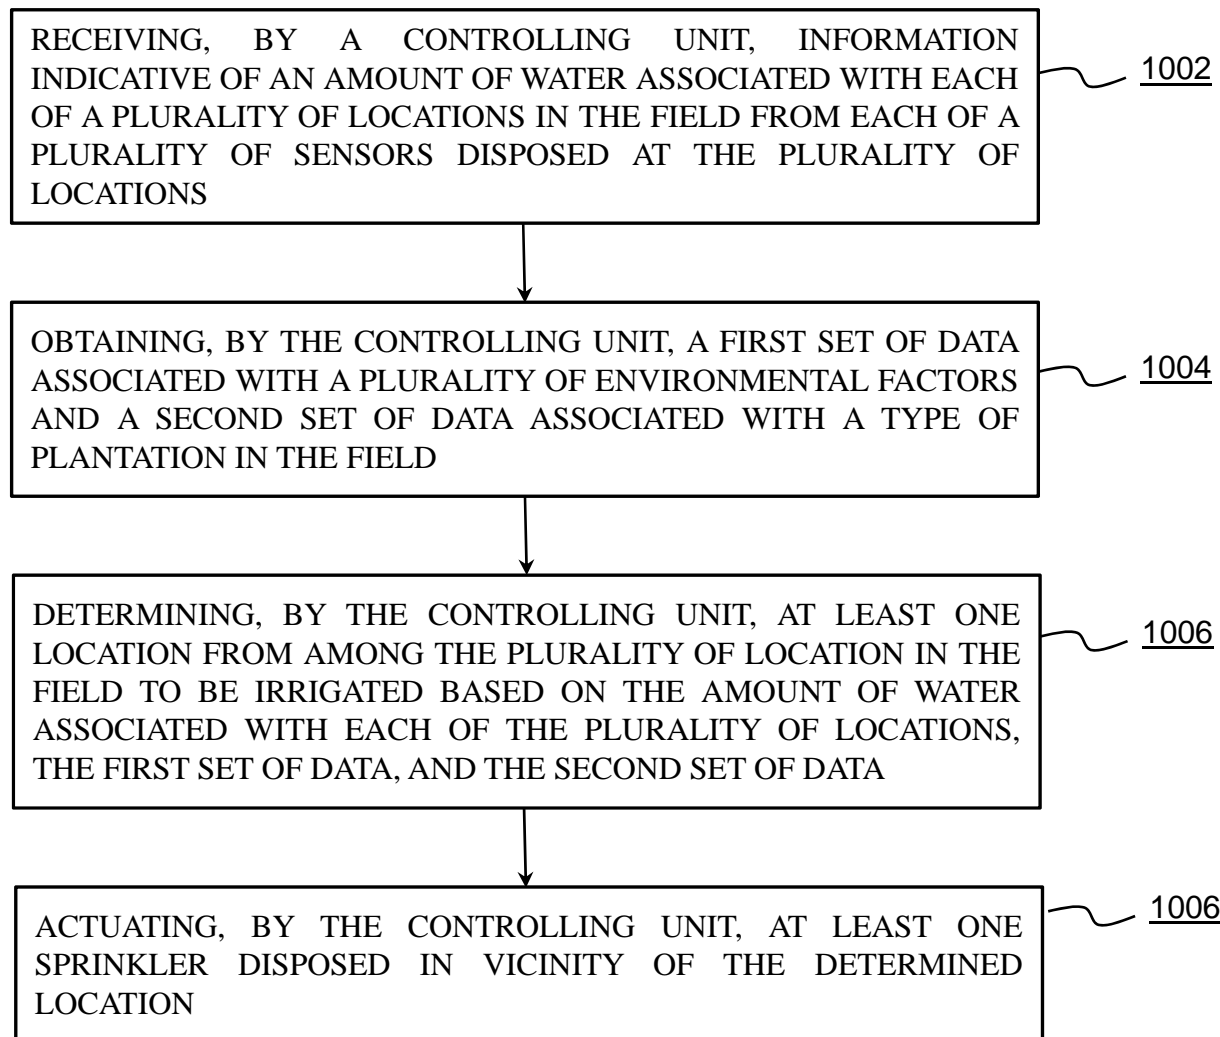 RECEIVING, BY A CONTROLLING UNIT, INFORMATION
INDICATIVE OF AN AMOUNT OF WATER ASSOCIATED WITH EACH
OF A PLURALITY OF LOCATIONS IN THE FIELD FROM EACH OF A
PLURALITY OF SENSORS DISPOSED AT THE PLURALITY OF
LOCATIONS
1002
OBTAINING, BY THE CONTROLLING UNIT, A FIRST SET OF DATA
ASSOCIATED WITH A PLURALITY OF ENVIRONMENTAL FACTORS
AND A SECOND SET OF DATA ASSOCIATED WITH A TYPE OF
PLANTATION IN THE FIELD
1004
DETERMINING, BY THE CONTROLLING UNIT, AT LEAST ONE
LOCATION FROM AMONG THE PLURALITY OF LOCATION IN THE
FIELD TO BE IRRIGATED BASED ON THE AMOUNT OF WATER
ASSOCIATED WITH EACH OF THE PLURALITY OF LOCATIONS,
THE FIRST SET OF DATA, AND THE SECOND SET OF DATA
1006
ACTUATING, BY THE CONTROLLING UNIT, AT LEAST ONE
SPRINKLER DISPOSED IN VICINITY OF THE DETERMINED
LOCATION
1006